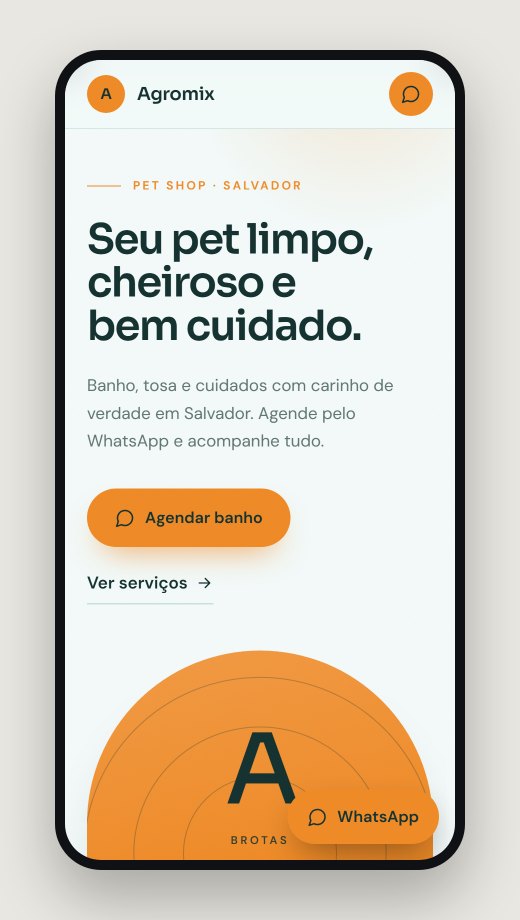 A Agromix
PET SHOP · SALVADOR
Seu pet limpo,
cheiroso e
bem cuidado.
Banho, tosa e cuidados com carinho de
verdade em Salvador. Agende pelo
WhatsApp e acompanhe tudo.
Agendar banho
Ver serviços →
A
WhatsApp
BROTAS